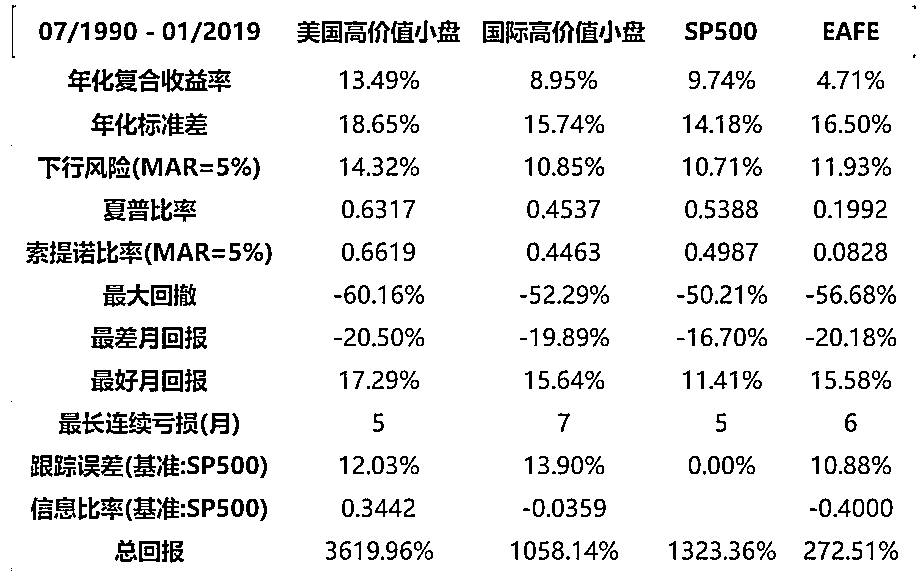 07/1990 - 01/2019 美国高价值小盘 国际高价值小盘 SP500 EAFE
年化复合收益率 13.49% 8.95% 9.74% 4.71%
年化标准差 18.65% 15.74% 14.18% 16.50%
下行风险(MAR=5%) 14.32% 10.85% 10.71% 11.93%
夏普比率 0.6317 0.4537 0.5388 0.1992
索提诺比率(MAR=5%) 0.6619 0.4463 0.4987 0.0828
最大回撤 -60.16% -52.29% -50.21% -56.68%
最差月回报 -20.50% -19.89% -16.70% -20.18%
最好月回报 17.29% 15.64% 11.41% 15.58%
最长连续亏损(月) 5 7 5 6
跟踪误差(基准:SP500) 12.03% 13.90% 0.00% 10.88%
信息比率(基准:SP500) 0.3442 -0.0359 -0.4000
总回报 3619.96% 1058.14% 1323.36% 272.51%